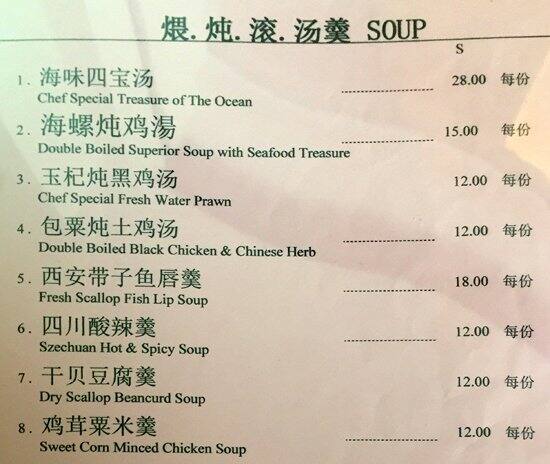 煨.炖.滚.汤羹 SOUP
S
1. 海味四宝汤 28.00 每份
Chef Special Treasure of The Ocean
2. 海螺炖鸡湯 15.00 每份
Double Boiled Superior Soup with Seafood Treasure
3. 玉杞炖黑鸡汤 12.00 每份
Chef Special Fresh Water Prawn
4. 包粟炖土鸡汤 12.00 每份
Double Boiled Black Chicken & Chinese Herb
5. 西安带子鱼唇羹 18.00 每份
Fresh Scallop Fish Lip Soup
6. 四川酸辣羹 12.00 每份
Szechuan Hot & Spicy Soup
7. 干贝豆腐羹 12.00 每份
Dry Scallop Beancurd Soup
8. 鸡茸粟米羹 12.00 每份
Sweet Corn Minced Chicken Soup